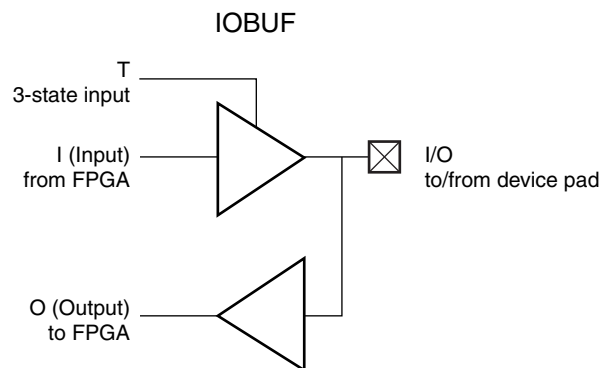 IOBUF
T
3-state input
I (Input)
from FPGA
I/O
to/from device pad
O (Output)
to FPGA